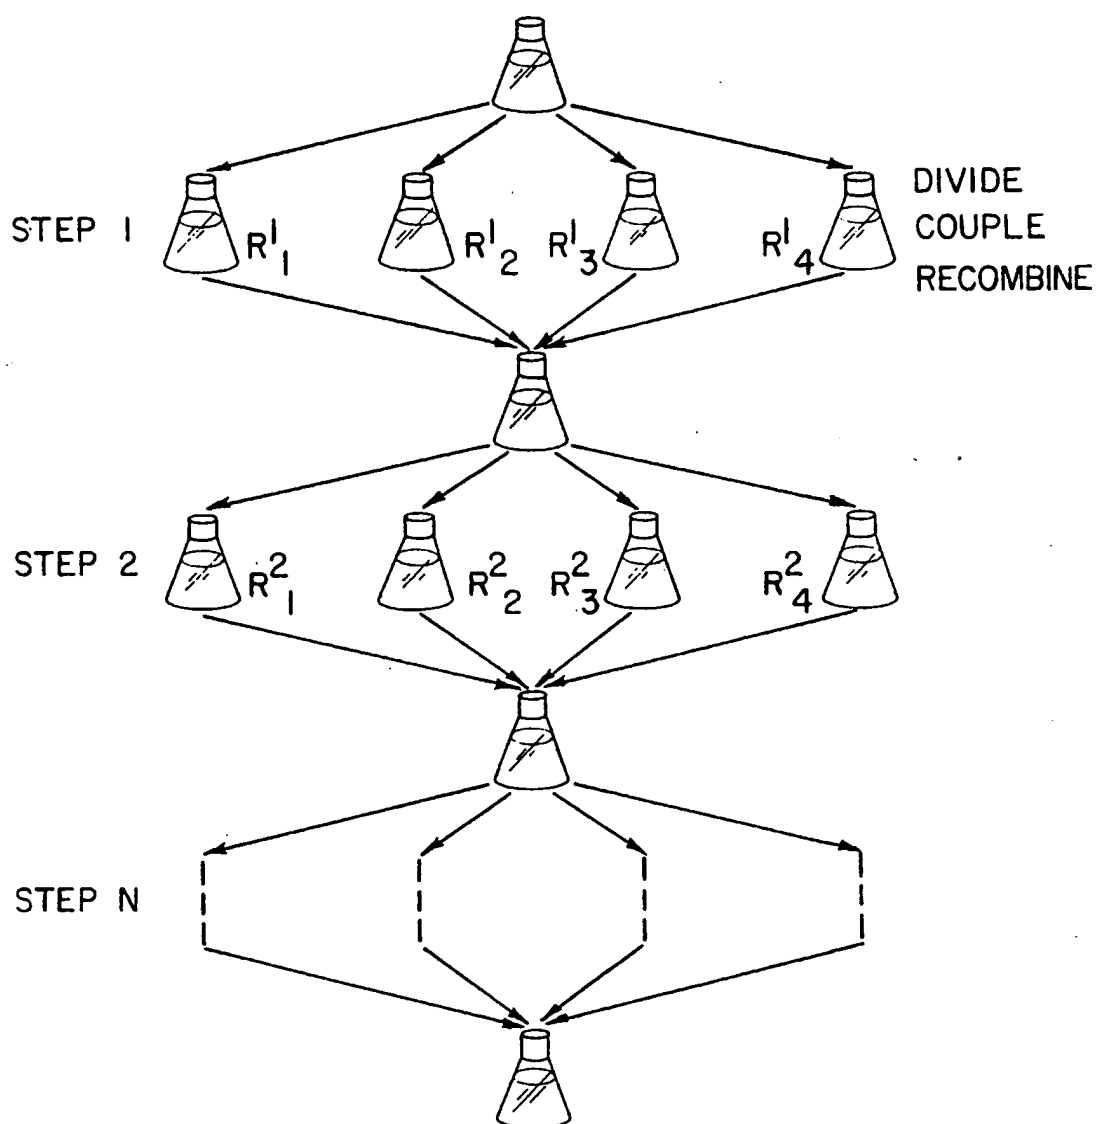 STEP 1
R¹₁
R¹₂
R¹₃
R¹₄
DIVIDE
COUPLE
RECOMBINE
STEP 2
R²₁
R²₂
R²₃
R²₄
STEP N